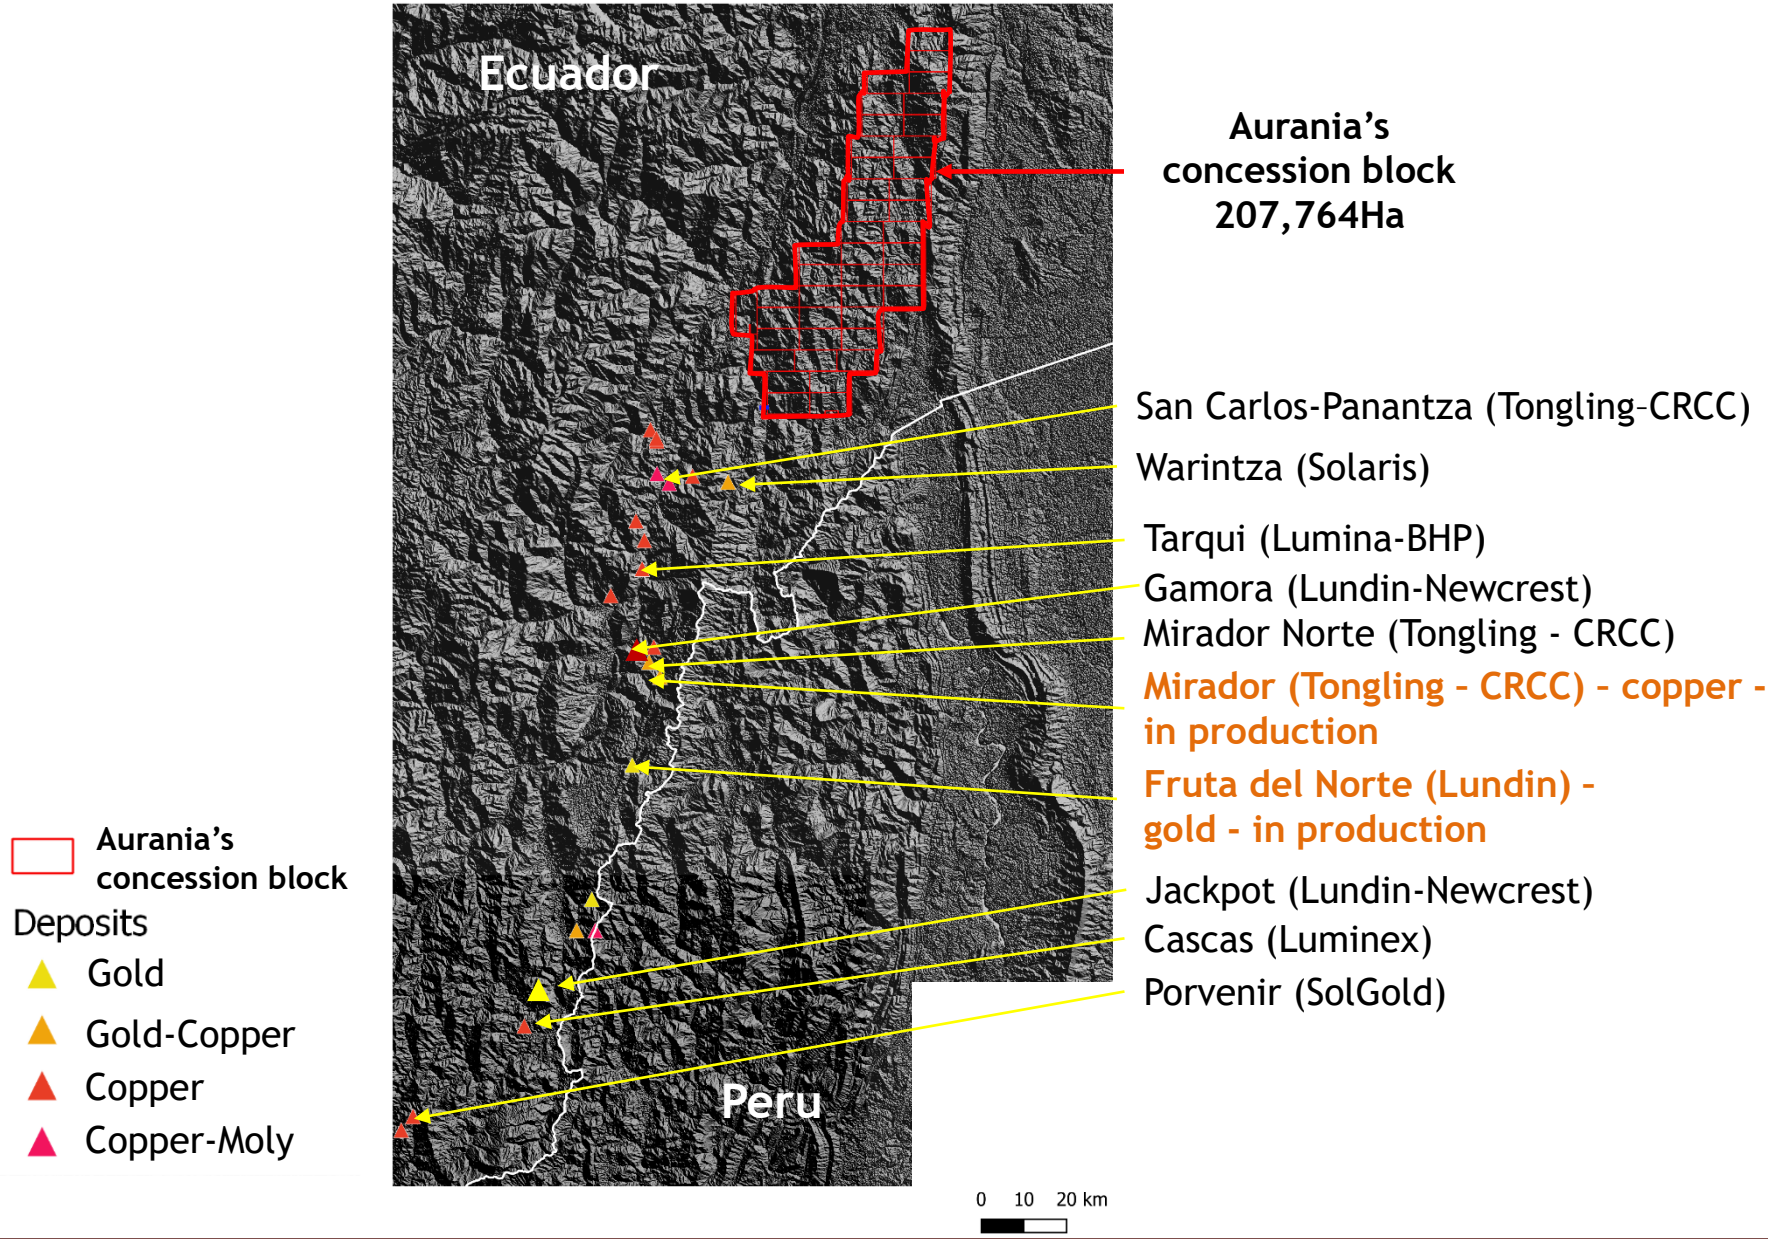 Ecuador
Aurania’s
concession block
207,764Ha
San Carlos-Panantza (Tongling-CRCC)
Warintza (Solaris)
Tarqui (Lumina-BHP)
Gamora (Lundin-Newcrest)
Mirador Norte (Tongling - CRCC)
Mirador (Tongling – CRCC) – copper -
in production
Fruta del Norte (Lundin) –
gold - in production
Jackpot (Lundin-Newcrest)
Cascas (Luminex)
Porvenir (SolGold)
Peru
Aurania’s
concession block
Deposits
Gold
Gold-Copper
Copper
Copper-Moly
0 10 20 km